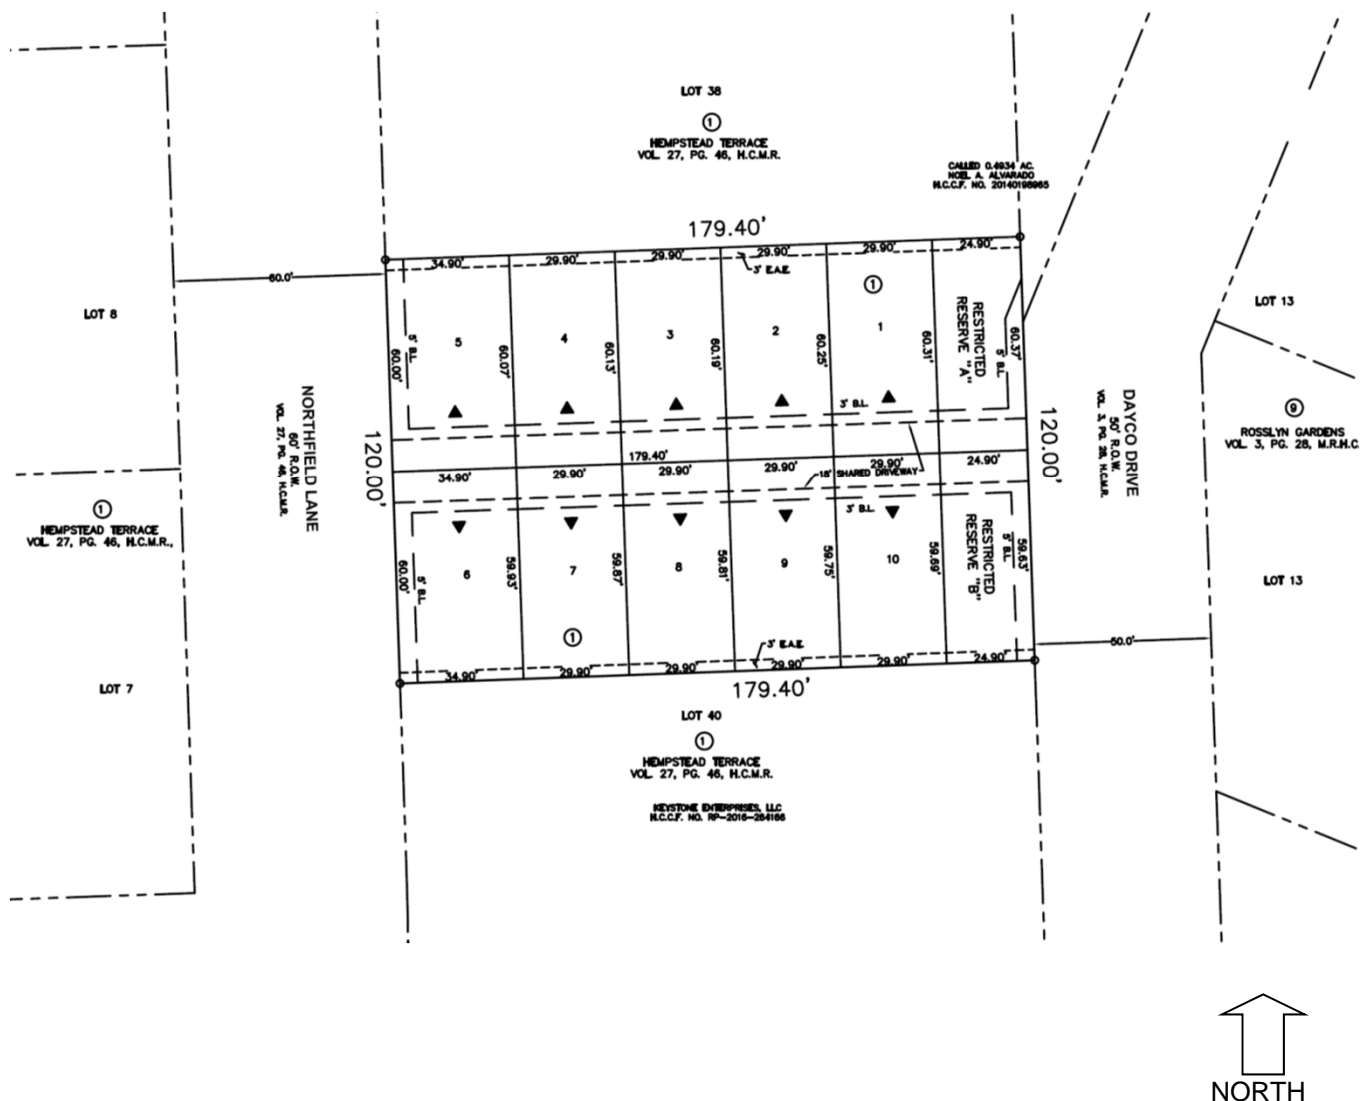 LOT 38
1
HEMPSTEAD TERRACE
VOL. 27, PG. 46, H.C.M.R.
CALLED 0.4934 AC.
NOEL A. ALVARADO
H.C.C.F. NO. 20140198965
179.40'
34.90'
29.90'
29.90'
29.90'
29.90'
24.90'
3' E.A.E.
60.0'
LOT 8
LOT 13
1
5' B.L.
60.00'
5
60.07'
4
60.13'
3
60.19'
2
60.25'
1
60.31'
RESTRICTED
RESERVE "A"
5' B.L.
60.37'
3' B.L.
NORTHFIELD LANE
60' R.O.W.
VOL. 27, PG. 46, H.C.M.R.
120.00'
120.00'
DAYCO DRIVE
50' R.O.W.
VOL. 3, PG. 28, M.R.H.C.
9
ROSSLYN GARDENS
VOL. 3, PG. 28, M.R.H.C.
179.40'
34.90'
29.90'
29.90'
29.90'
29.90'
24.90'
18' SHARED DRIVEWAY
3' B.L.
1
HEMPSTEAD TERRACE
VOL. 27, PG. 46, H.C.M.R.,
60.00'
5' B.L.
6
59.93'
7
59.87'
8
59.81'
9
59.75'
10
59.69'
RESTRICTED
RESERVE "B"
5' B.L.
59.63'
LOT 13
1
3' E.A.E.
50.0'
34.90'
29.90'
29.90'
29.90'
29.90'
24.90'
179.40'
LOT 7
LOT 40
1
HEMPSTEAD TERRACE
VOL. 27, PG. 46, H.C.M.R.
KEYSTONE ENTERPRISES, LLC
H.C.C.F. NO. RP-2016-264166
NORTH